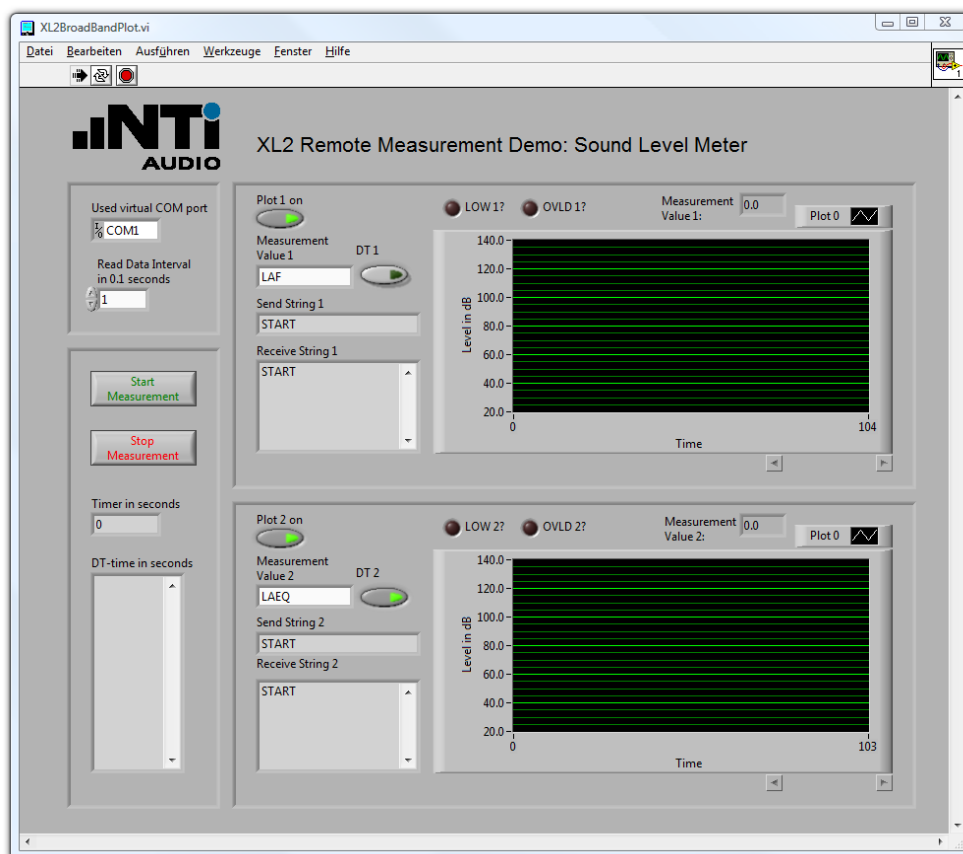 XL2BroadBandPlot.vi
Datei Bearbeiten Ausführen Werkzeuge Fenster Hilfe
1
NTi
AUDIO
XL2 Remote Measurement Demo: Sound Level Meter
Used virtual COM port
I/O COM1
Read Data Interval
in 0.1 seconds
1
Start
Measurement
Stop
Measurement
Timer in seconds
0
DT-time in seconds
Plot 1 on
LOW 1? OVLD 1?
Measurement
Value 1:
0.0
Plot 0
Measurement
Value 1
DT 1
LAF
Send String 1
START
Receive String 1
START
Level in dB
140.0
120.0
100.0
80.0
60.0
40.0
20.0
0 104
Time
Plot 2 on
LOW 2? OVLD 2?
Measurement
Value 2:
0.0
Plot 0
Measurement
Value 2
DT 2
LAEQ
Send String 2
START
Receive String 2
START
Level in dB
140.0
120.0
100.0
80.0
60.0
40.0
20.0
0 103
Time